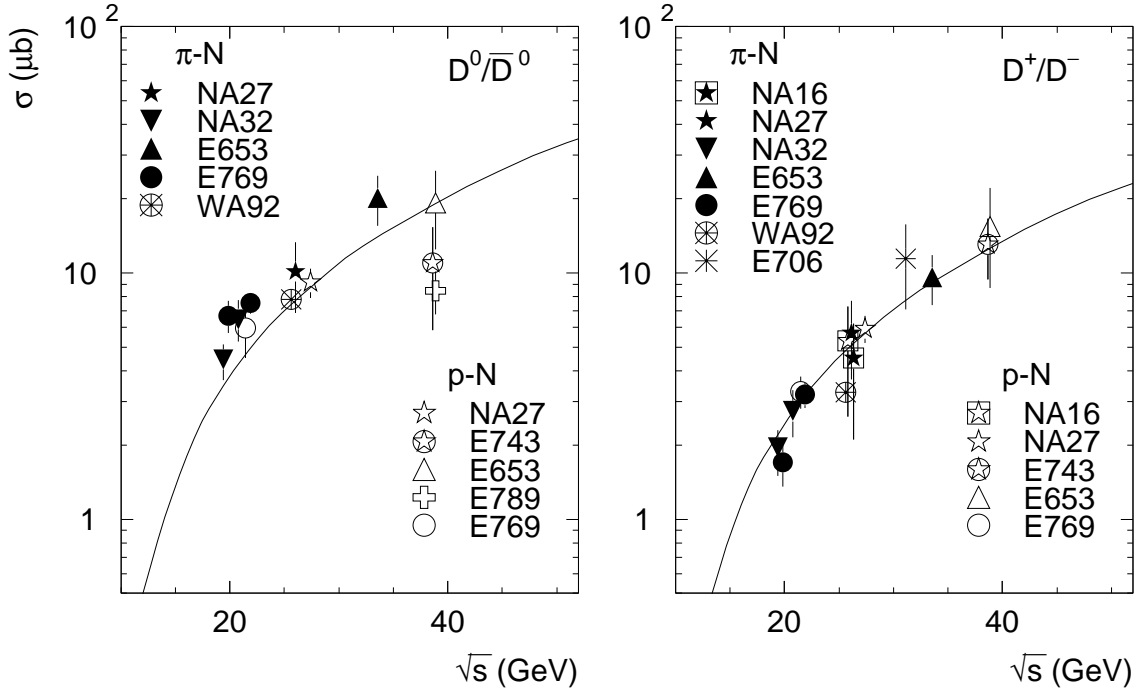 σ (μb)
10 2
10
1
20
40
√s (GeV)
π-N
D0/D̅ 0
NA27
NA32
E653
E769
WA92
p-N
NA27
E743
E653
E789
E769
10 2
10
1
20
40
√s (GeV)
π-N
D+/D−
NA16
NA27
NA32
E653
E769
WA92
E706
p-N
NA16
NA27
E743
E653
E769